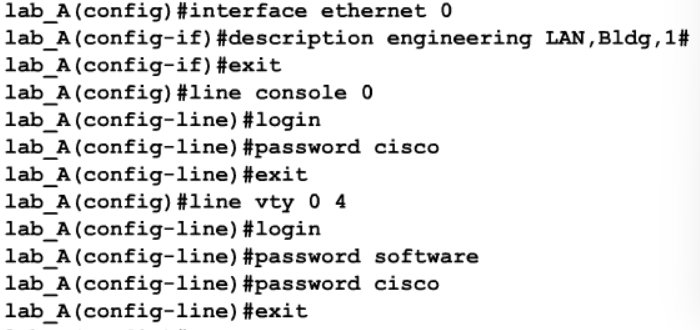 lab_A(config)#interface ethernet 0
lab_A(config-if)#description engineering LAN,Bldg,1#
lab_A(config-if)#exit
lab_A(config)#line console 0
lab_A(config-line)#login
lab_A(config-line)#password cisco
lab_A(config-line)#exit
lab_A(config)#line vty 0 4
lab_A(config-line)#login
lab_A(config-line)#password software
lab_A(config-line)#password cisco
lab_A(config-line)#exit